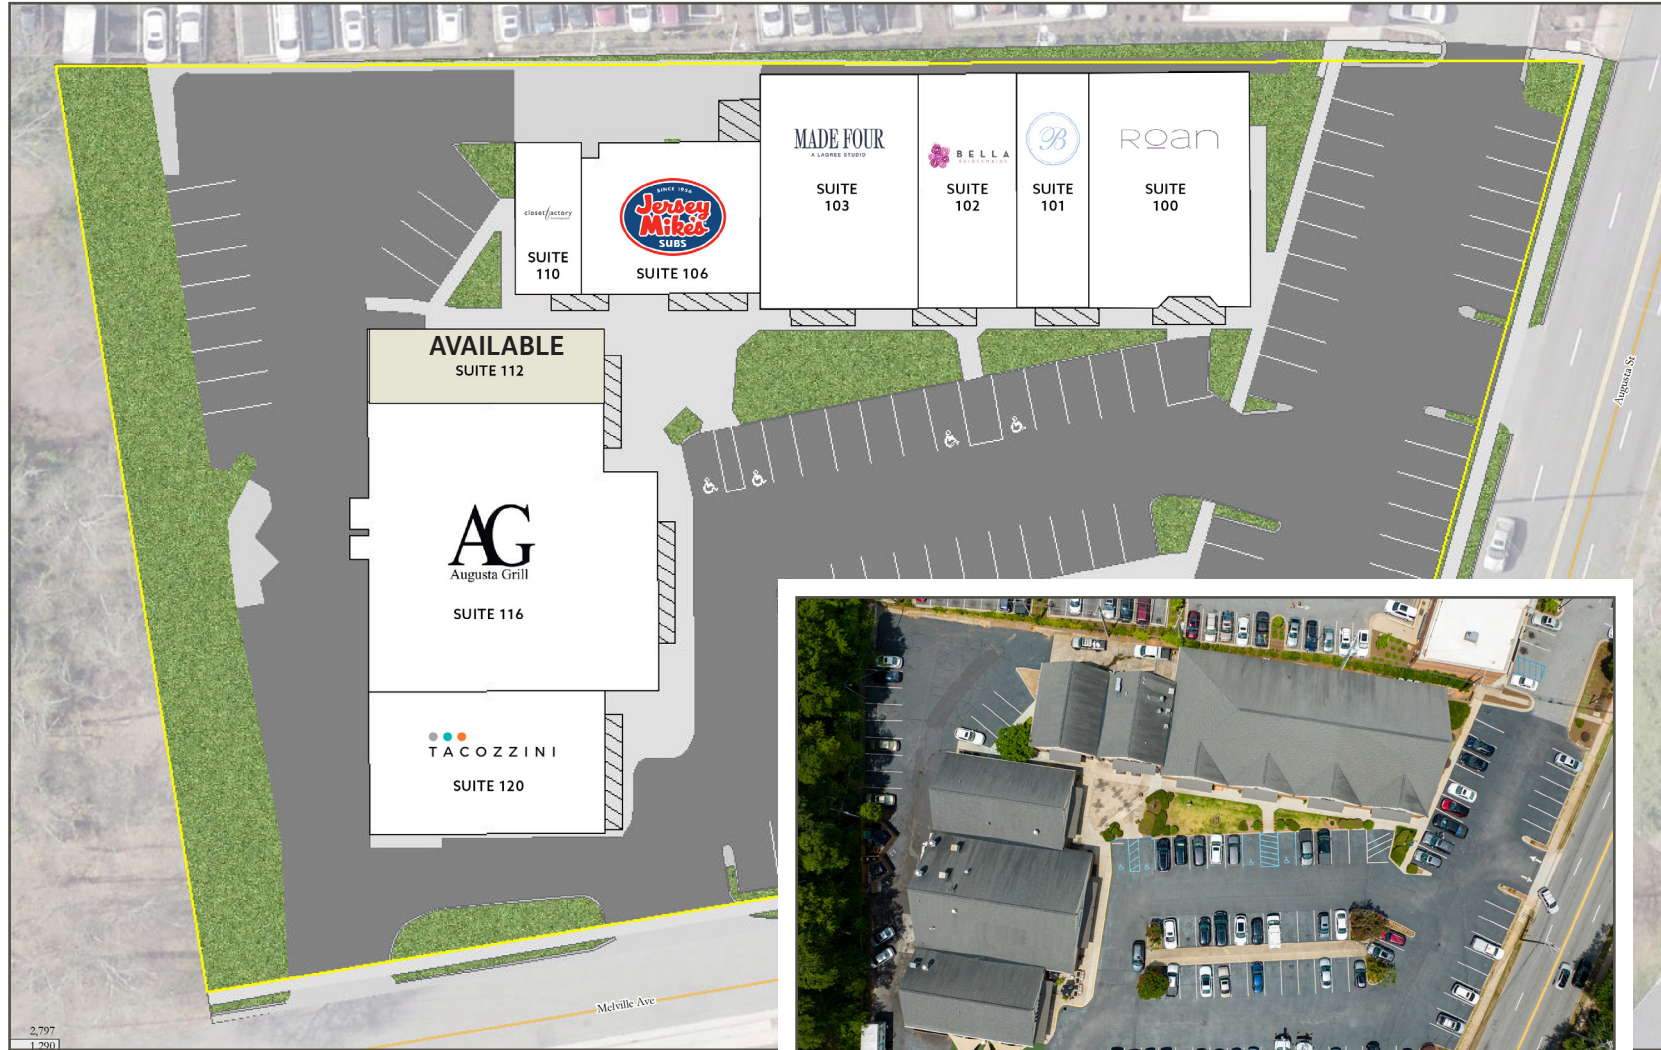 MADE FOUR
A LAGREE STUDIO
SUITE
103
BELLA
BRIDESMAIDS
SUITE
102
B
SUITE
101
ROan
SUITE
100
closet factory
SUITE
110
SINCE 1956
Jersey
Mike's
SUBS
SUITE 106
AVAILABLE
SUITE 112
AG
Augusta Grill
SUITE 116
TACOZZINI
SUITE 120
Augusta St
Melville Ave
2,797
1,290